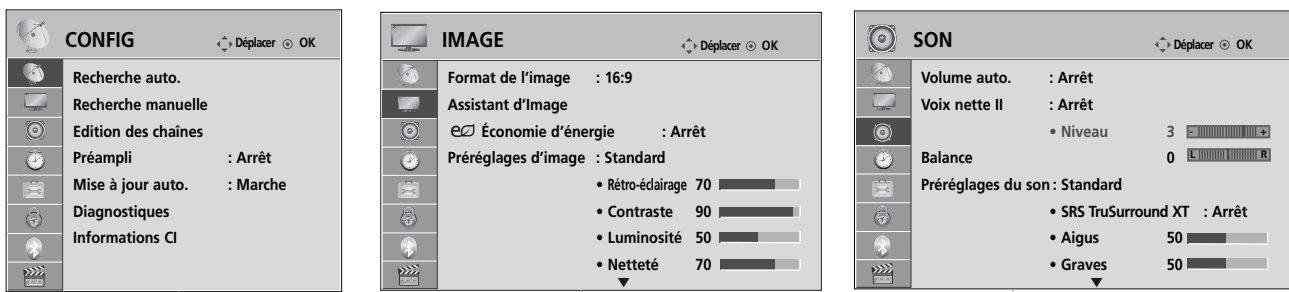 CONFIG
Déplacer OK
Recherche auto.
Recherche manuelle
Edition des chaînes
Préampli : Arrêt
Mise à jour auto. : Marche
Diagnostiques
Informations CI
IMAGE
Déplacer OK
Format de l'image : 16:9
Assistant d'Image
eco Économie d'énergie : Arrêt
Préréglages d'image : Standard
• Rétro-éclairage 70
• Contraste 90
• Luminosité 50
• Netteté 70
SON
Déplacer OK
Volume auto. : Arrêt
Voix nette II : Arrêt
• Niveau 3 - +
Balance 0 L R
Préréglages du son : Standard
• SRS TruSurround XT : Arrêt
• Aigus 50
• Graves 50